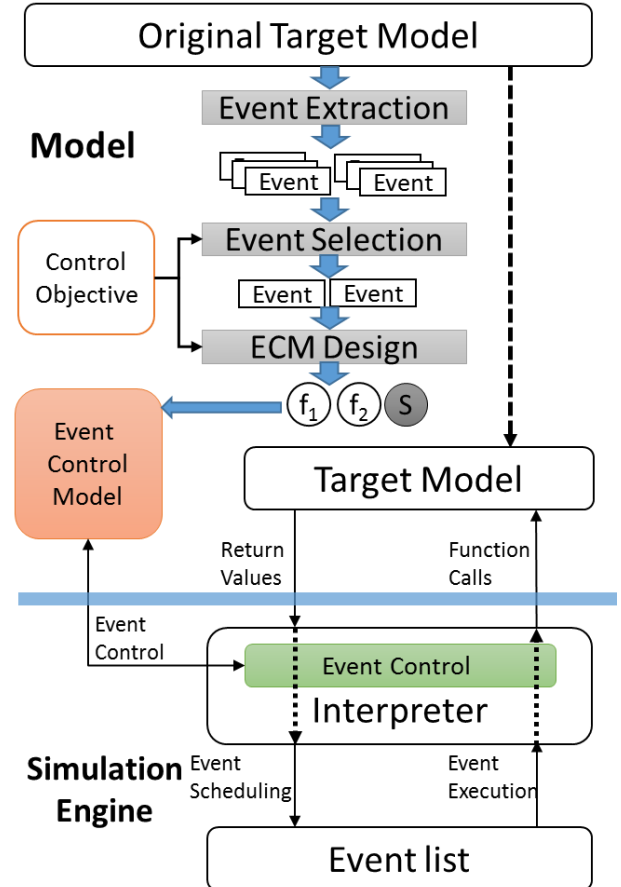 Original Target Model
Event Extraction
Model
Event
Event
Event Selection
Control
Objective
Event
Event
ECM Design
f1
f2
S
Event
Control
Model
Target Model
Return
Values
Function
Calls
Event
Control
Event Control
Interpreter
Simulation
Engine
Event
Scheduling
Event
Execution
Event list